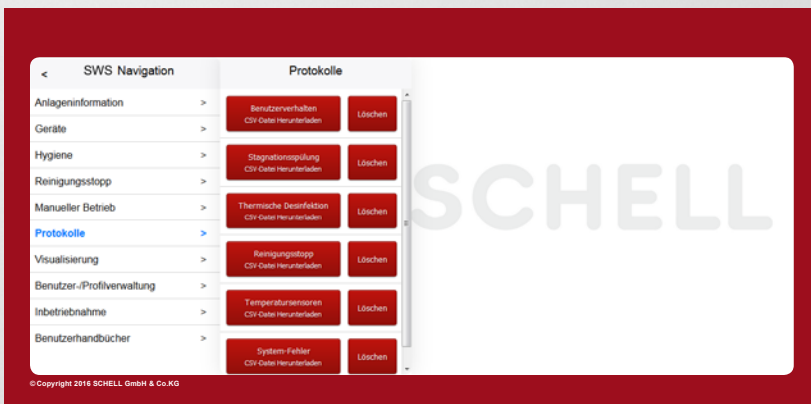 < SWS Navigation
Anlageninformation >
Geräte >
Hygiene >
Reinigungsstopp >
Manueller Betrieb >
Protokolle >
Visualisierung >
Benutzer-/Profilverwaltung >
Inbetriebnahme >
Benutzerhandbücher >
Protokolle
Benutzerverhalten
CSV-Datei Herunterladen
Löschen
Stagnationsspülung
CSV-Datei Herunterladen
Löschen
Thermische Desinfektion
CSV-Datei Herunterladen
Löschen
Reinigungsstopp
CSV-Datei Herunterladen
Löschen
Temperatursensoren
CSV-Datei Herunterladen
Löschen
System-Fehler
CSV-Datei Herunterladen
Löschen
SCHELL
© Copyright 2016 SCHELL GmbH & Co.KG